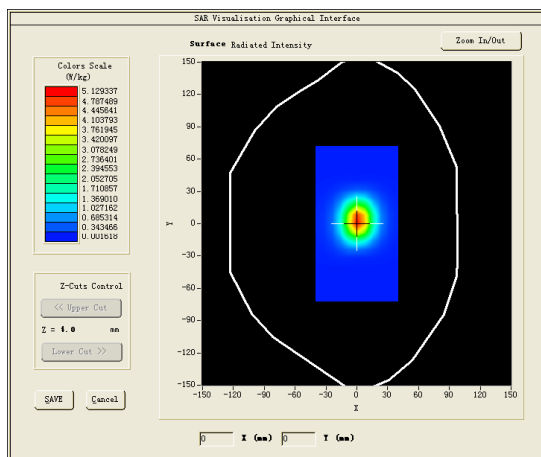 SAR Visualisation Graphical Interface
Surface Radiated Intensity
Zoom In/Out
Colors Scale
(W/kg)
5.129337
4.787489
4.445641
4.103793
3.761945
3.420097
3.078249
2.736401
2.394553
2.052705
1.710857
1.369010
1.027162
0.685314
0.343466
0.001618
Z-Cuts Control
<< Upper Cut
Z = 4.0 mm
Lower Cut >>
SAVE
Cancel
150
120
90
60
30
0
-30
-60
-90
-120
-150
Y
-150 -120 -90 -60 -30 0 30 60 90 120 150
X
0 X (mm) 0 Y (mm)